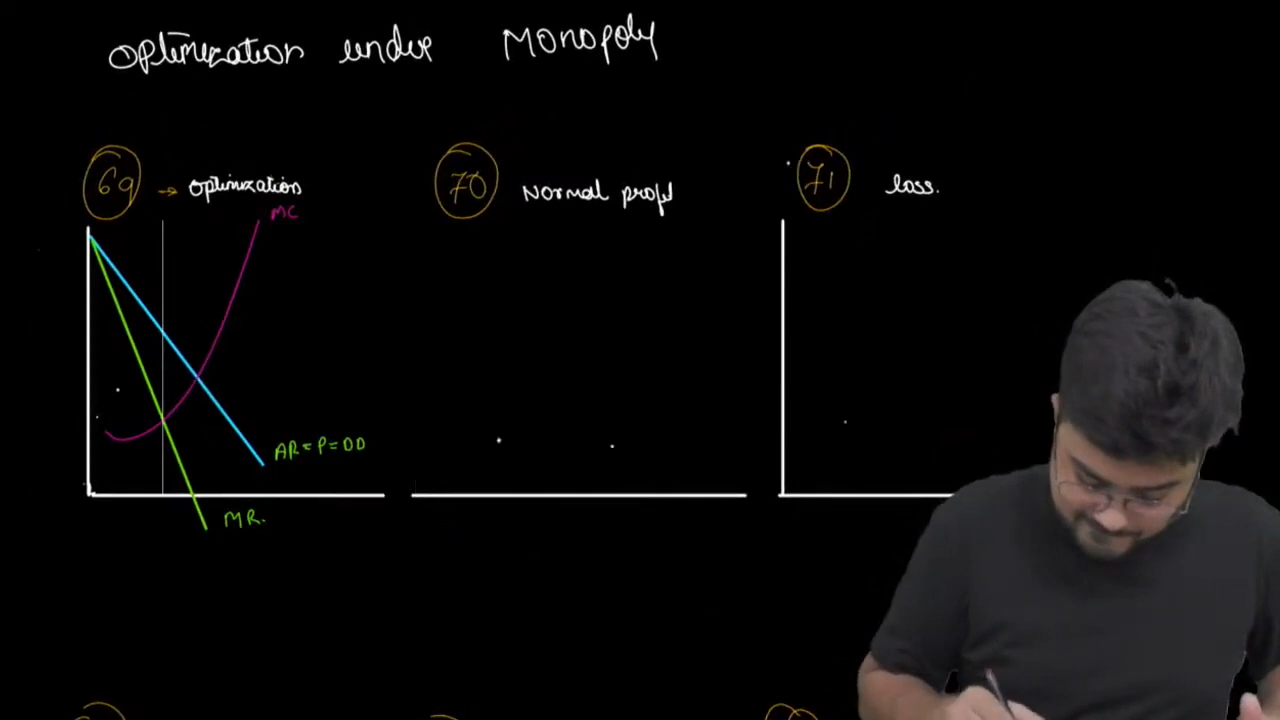 Optimization under Monopoly
69 → Optimization
70 Normal profit
71 loss.
MC
AR = P = DD
MR.